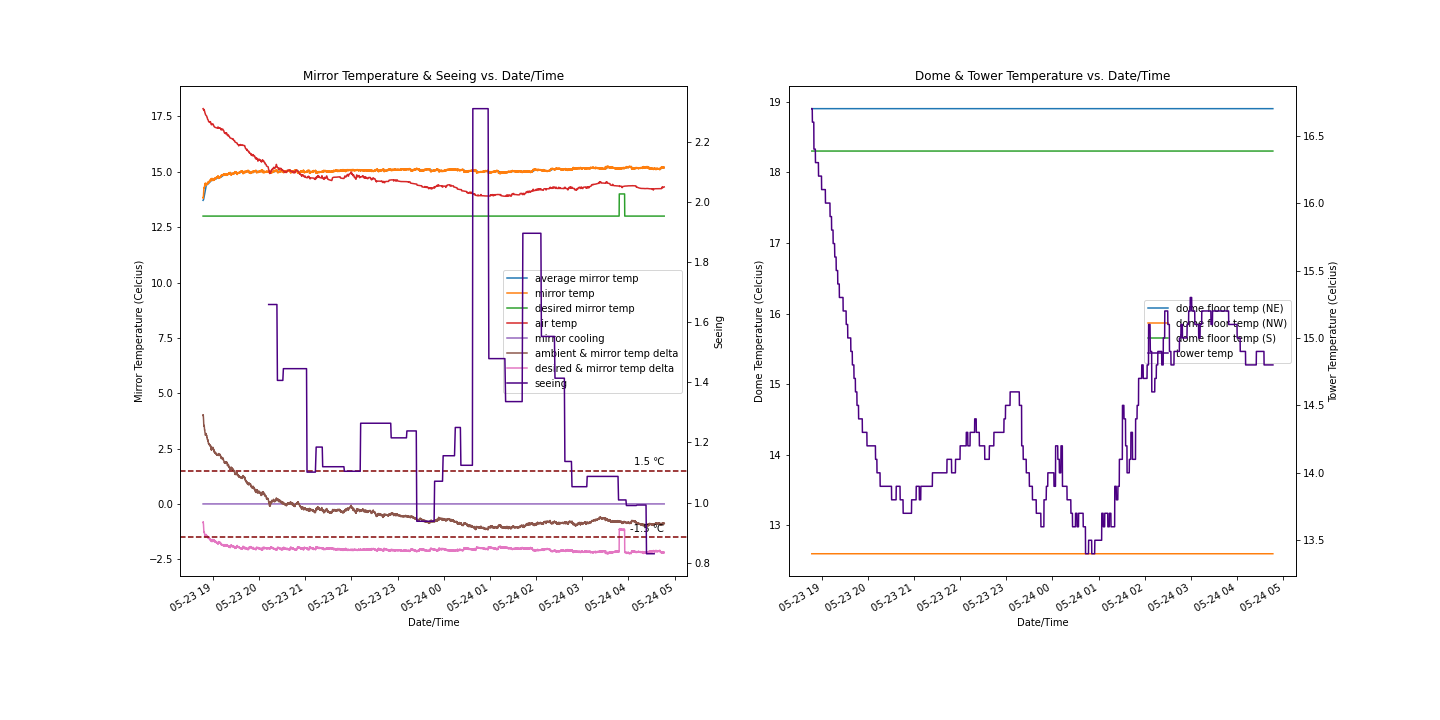 Mirror Temperature & Seeing vs. Date/Time
Mirror Temperature (Celcius)
17.5
15.0
12.5
10.0
7.5
5.0
2.5
0.0
−2.5
average mirror temp
mirror temp
desired mirror temp
air temp
mirror cooling
ambient & mirror temp delta
desired & mirror temp delta
seeing
1.5 °C
-1.5 °C
2.2
2.0
1.8
1.6
1.4
1.2
1.0
0.8
Seeing
05-23 19
05-23 20
05-23 21
05-23 22
05-23 23
05-24 00
05-24 01
05-24 02
05-24 03
05-24 04
05-24 05
Date/Time
Dome & Tower Temperature vs. Date/Time
Dome Temperature (Celcius)
19
18
17
16
15
14
13
dome floor temp (NE)
dome floor temp (NW)
dome floor temp (S)
tower temp
16.5
16.0
15.5
15.0
14.5
14.0
13.5
Tower Temperature (Celcius)
05-23 19
05-23 20
05-23 21
05-23 22
05-23 23
05-24 00
05-24 01
05-24 02
05-24 03
05-24 04
05-24 05
Date/Time